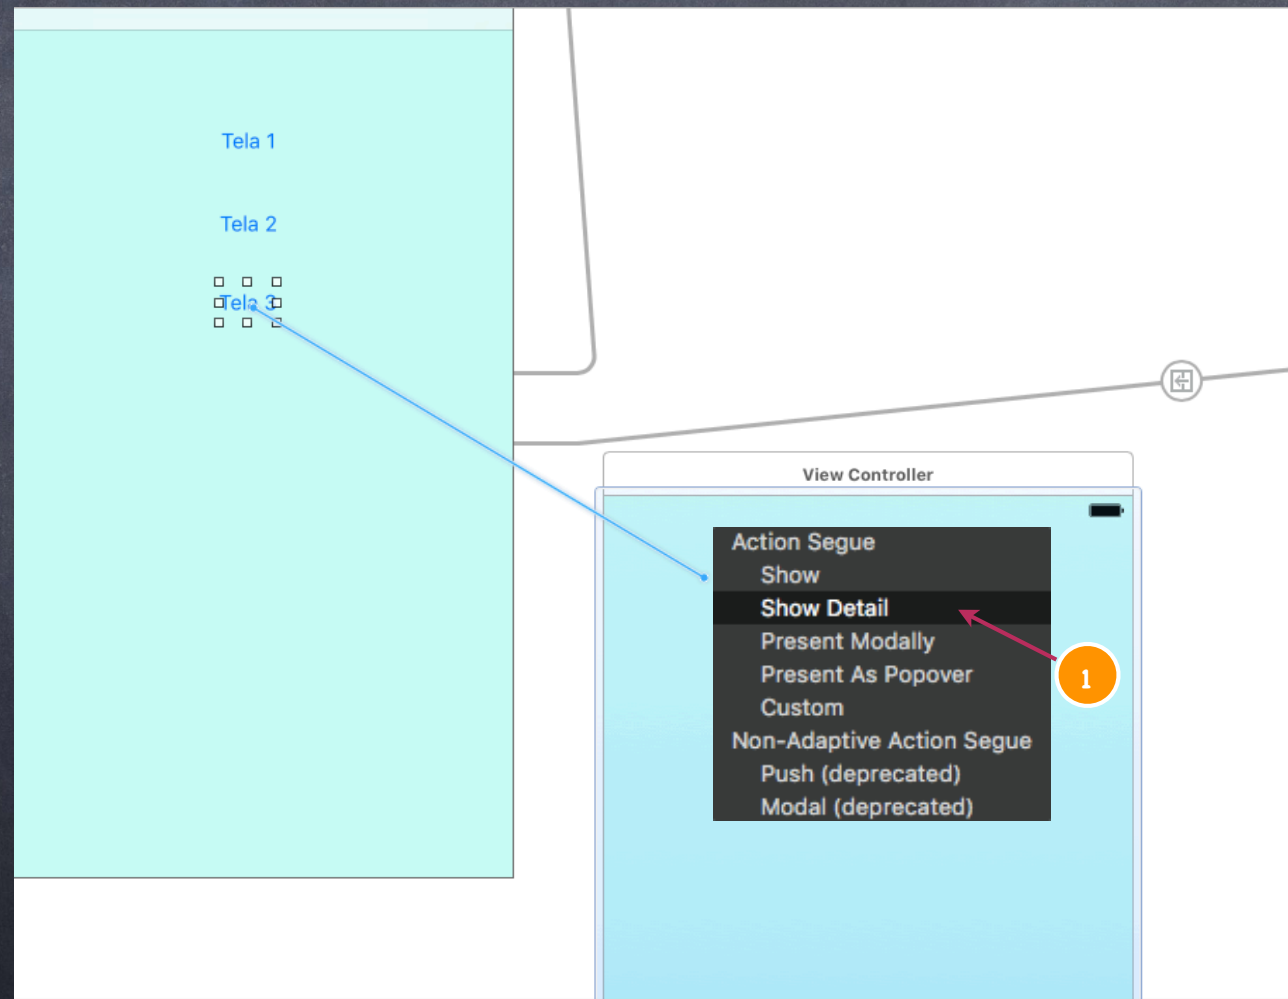 Tela 1
Tela 2
Tela 3
View Controller
Action Segue
Show
Show Detail
Present Modally
Present As Popover
Custom
Non-Adaptive Action Segue
Push (deprecated)
Modal (deprecated)
1